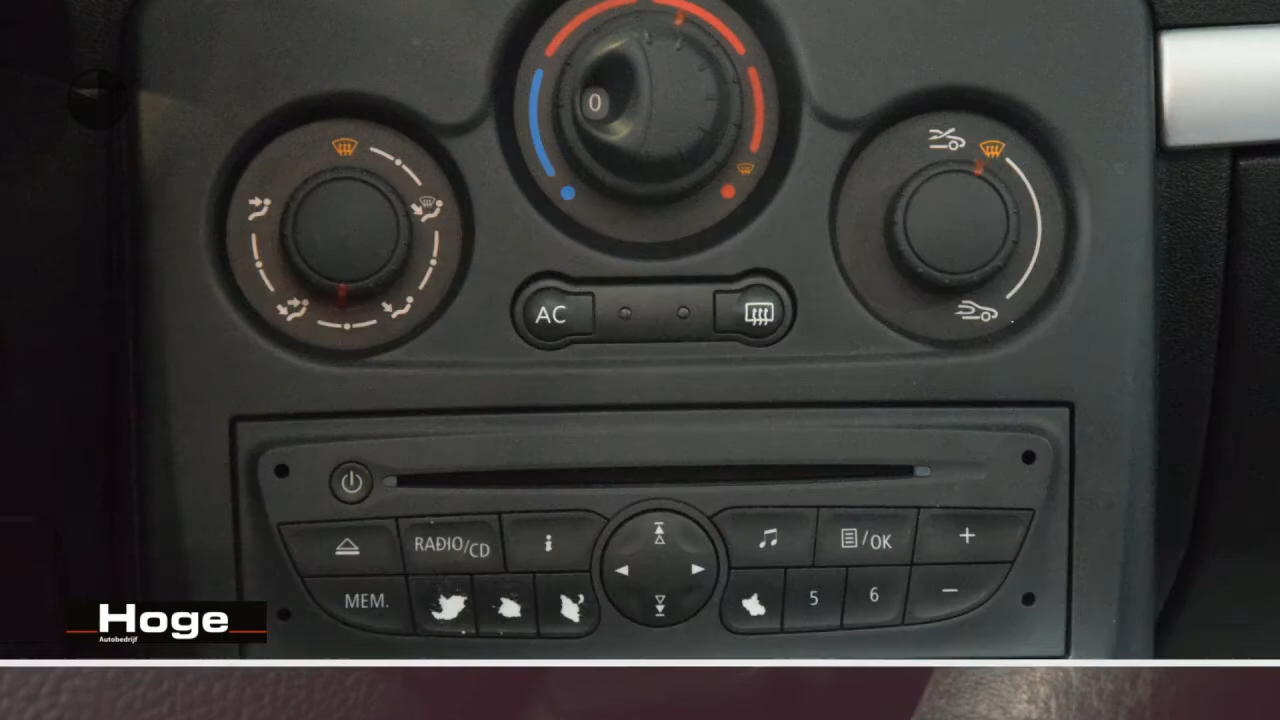 0
AC
RADIO/CD
i
/OK
+
MEM.
5
6
−
Hoge
Autobedrijf